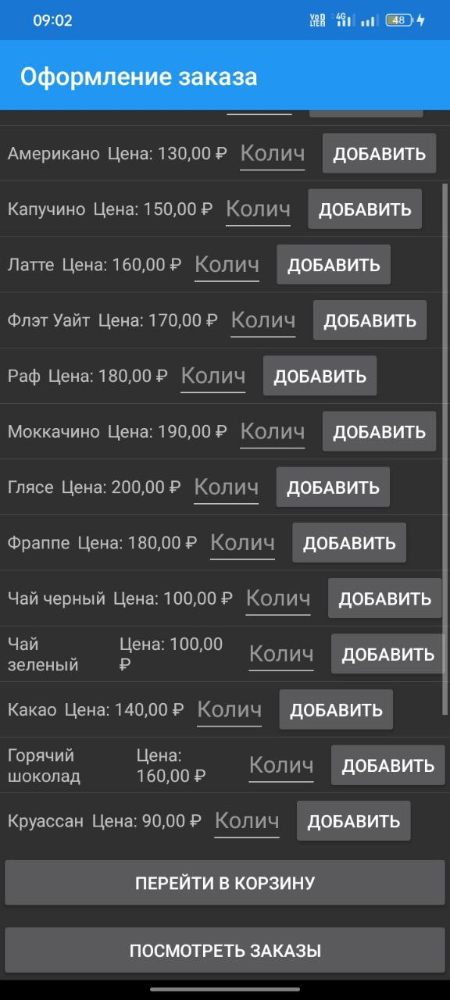 09:02
Vo LTE 4G 48
Оформление заказа
Американо Цена: 130,00 ₽ Колич ДОБАВИТЬ
Капучино Цена: 150,00 ₽ Колич ДОБАВИТЬ
Латте Цена: 160,00 ₽ Колич ДОБАВИТЬ
Флэт Уайт Цена: 170,00 ₽ Колич ДОБАВИТЬ
Раф Цена: 180,00 ₽ Колич ДОБАВИТЬ
Моккачино Цена: 190,00 ₽ Колич ДОБАВИТЬ
Глясе Цена: 200,00 ₽ Колич ДОБАВИТЬ
Фраппе Цена: 180,00 ₽ Колич ДОБАВИТЬ
Чай черный Цена: 100,00 ₽ Колич ДОБАВИТЬ
Чай
зеленый
Цена: 100,00
₽
Колич ДОБАВИТЬ
Какао Цена: 140,00 ₽ Колич ДОБАВИТЬ
Горячий
шоколад
Цена:
160,00 ₽
Колич ДОБАВИТЬ
Круассан Цена: 90,00 ₽ Колич ДОБАВИТЬ
ПЕРЕЙТИ В КОРЗИНУ
ПОСМОТРЕТЬ ЗАКАЗЫ